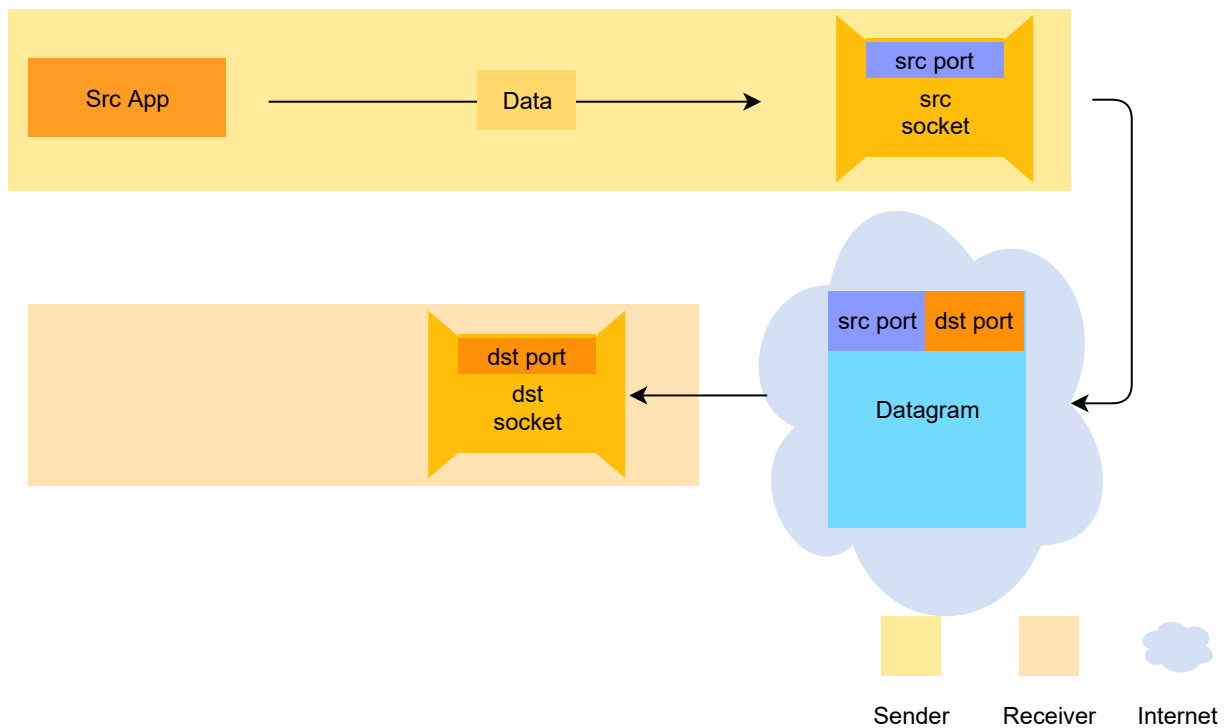 Src App
Data
src port
src
socket
src port
dst port
Datagram
dst port
dst
socket
Sender
Receiver
Internet